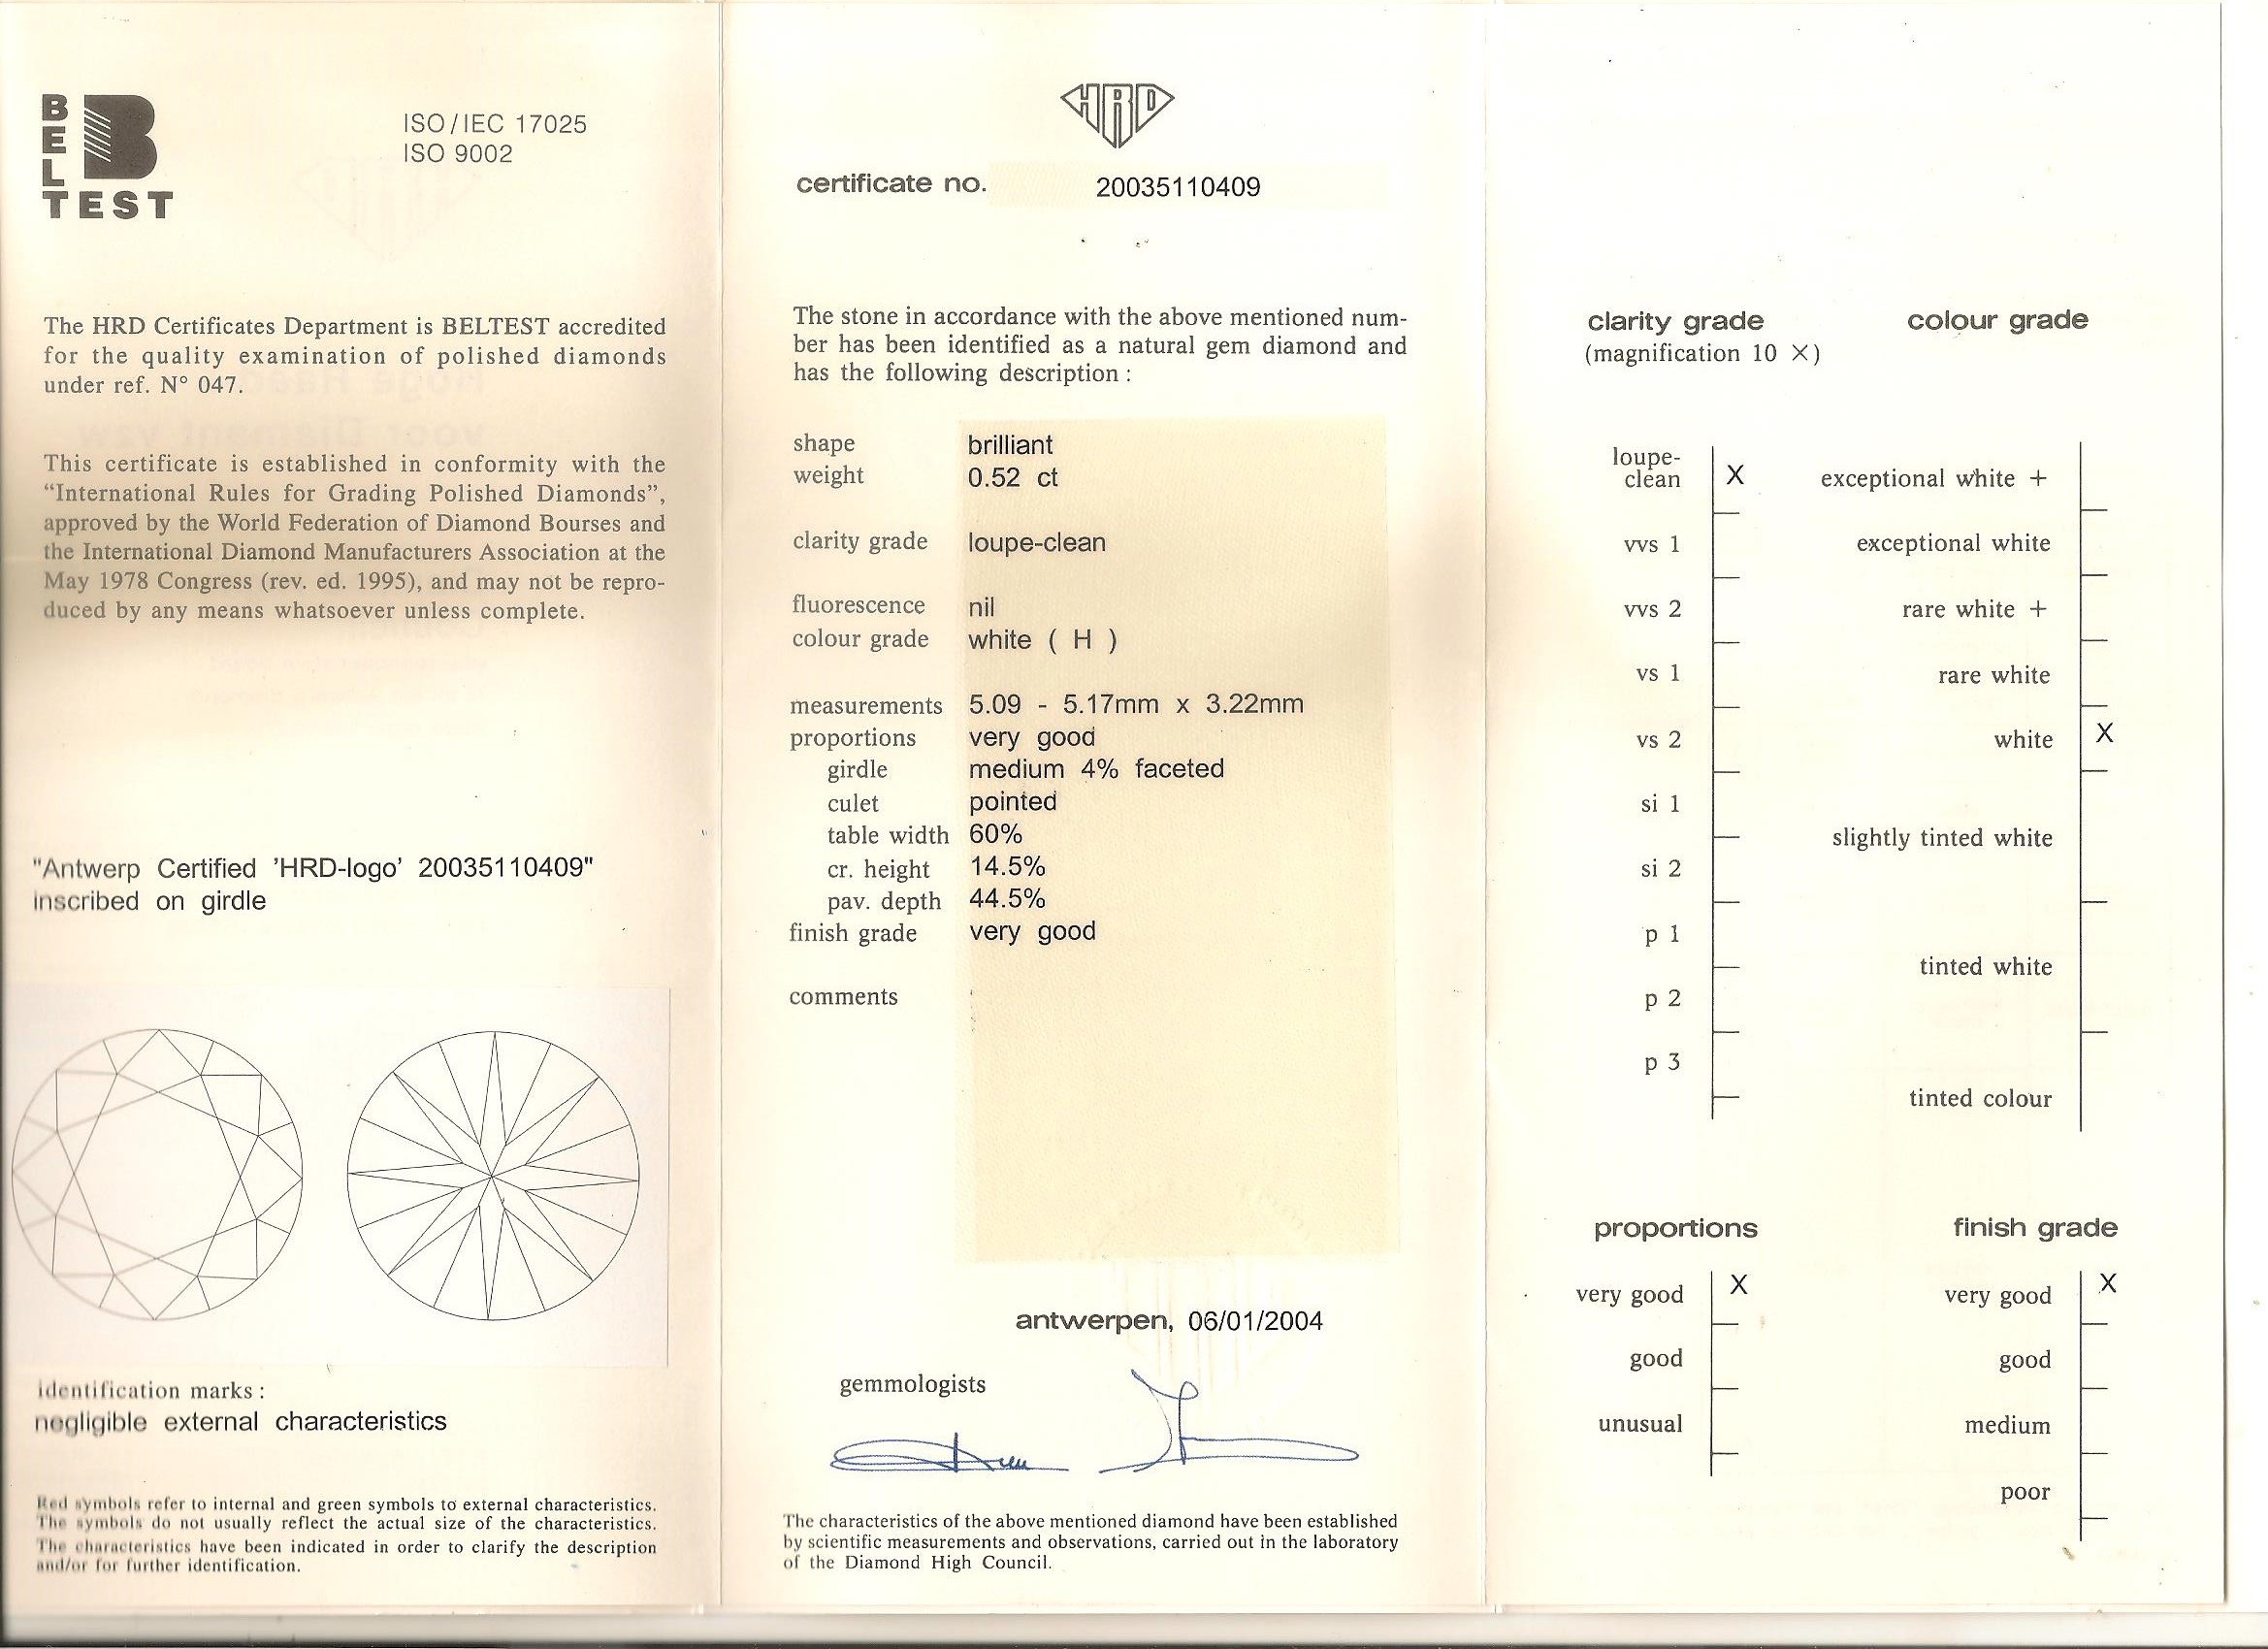 BEL
TEST
B
ISO/IEC 17025
ISO 9002
The HRD Certificates Department is BELTEST accredited
for the quality examination of polished diamonds
under ref. N° 047.
This certificate is established in conformity with the
“International Rules for Grading Polished Diamonds”,
approved by the World Federation of Diamond Bourses and
the International Diamond Manufacturers Association at the
May 1978 Congress (rev. ed. 1995), and may not be repro-
duced by any means whatsoever unless complete.
"Antwerp Certified 'HRD-logo' 20035110409"
inscribed on girdle
identification marks :
negligible external characteristics
Red symbols refer to internal and green symbols to external characteristics.
The symbols do not usually reflect the actual size of the characteristics.
The characteristics have been indicated in order to clarify the description
and/or for further identification.
HRD
certificate no. 20035110409
The stone in accordance with the above mentioned num-
ber has been identified as a natural gem diamond and
has the following description :
shape brilliant
weight 0.52 ct
clarity grade loupe-clean
fluorescence nil
colour grade white ( H )
measurements 5.09 - 5.17mm x 3.22mm
proportions very good
girdle medium 4% faceted
culet pointed
table width 60%
cr. height 14.5%
pav. depth 44.5%
finish grade very good
comments
antwerpen, 06/01/2004
gemmologists
The characteristics of the above mentioned diamond have been established
by scientific measurements and observations, carried out in the laboratory
of the Diamond High Council.
clarity grade
(magnification 10 X)
loupe-
clean X
vvs 1
vvs 2
vs 1
vs 2
si 1
si 2
p 1
p 2
p 3
colour grade
exceptional white +
exceptional white
rare white +
rare white
white X
slightly tinted white
tinted white
tinted colour
proportions
very good X
good
unusual
finish grade
very good X
good
medium
poor